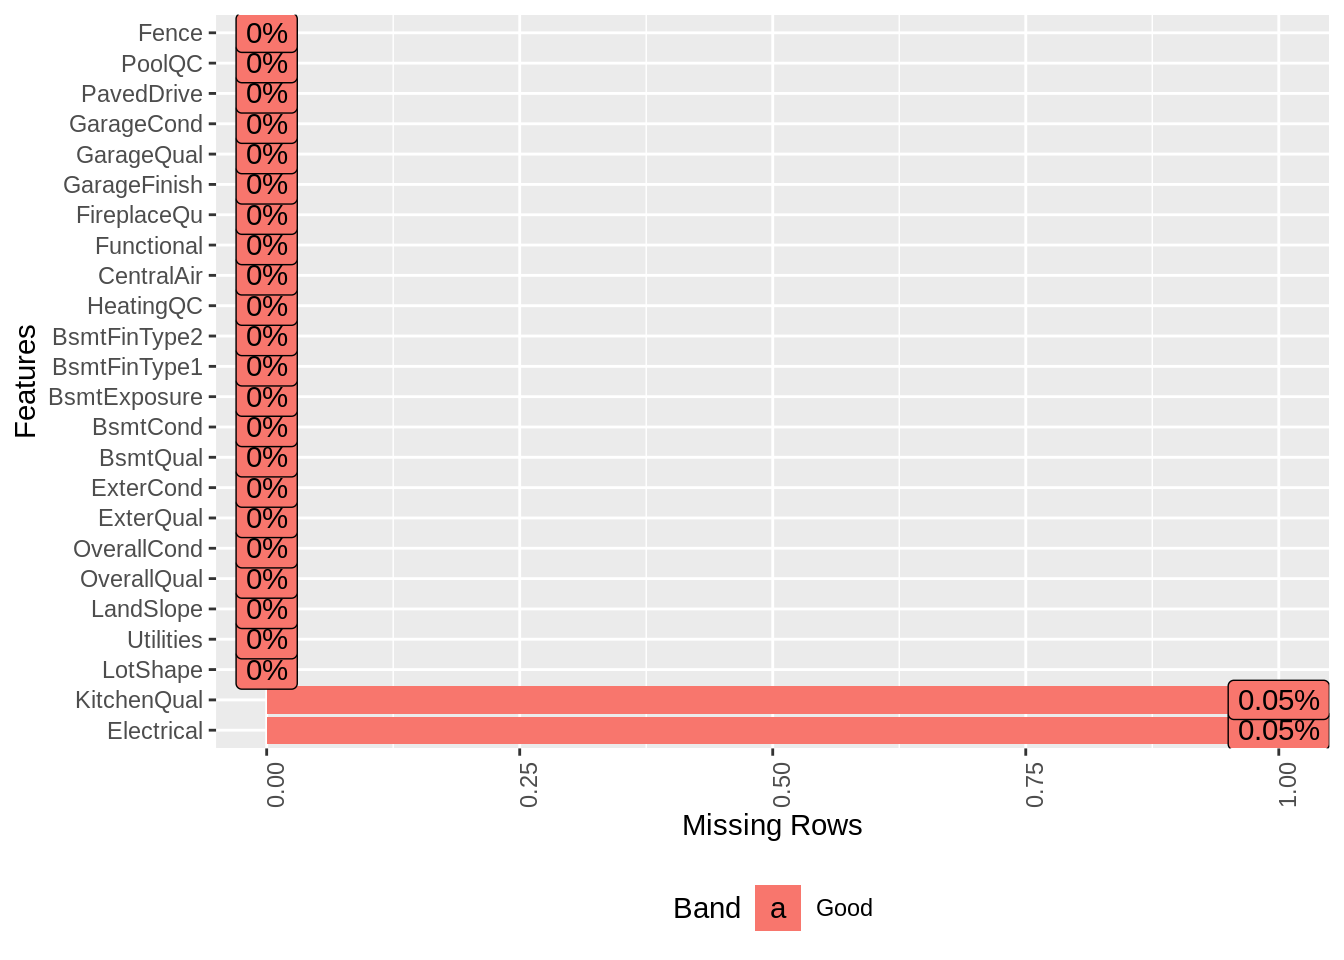 Fence 0%
PoolQC 0%
PavedDrive 0%
GarageCond 0%
GarageQual 0%
GarageFinish 0%
FireplaceQu 0%
Functional 0%
CentralAir 0%
HeatingQC 0%
BsmtFinType2 0%
BsmtFinType1 0%
BsmtExposure 0%
BsmtCond 0%
BsmtQual 0%
ExterCond 0%
ExterQual 0%
OverallCond 0%
OverallQual 0%
LandSlope 0%
Utilities 0%
LotShape 0%
KitchenQual 0.05%
Electrical 0.05%
Features
0.00 0.25 0.50 0.75 1.00
Missing Rows
Band a Good